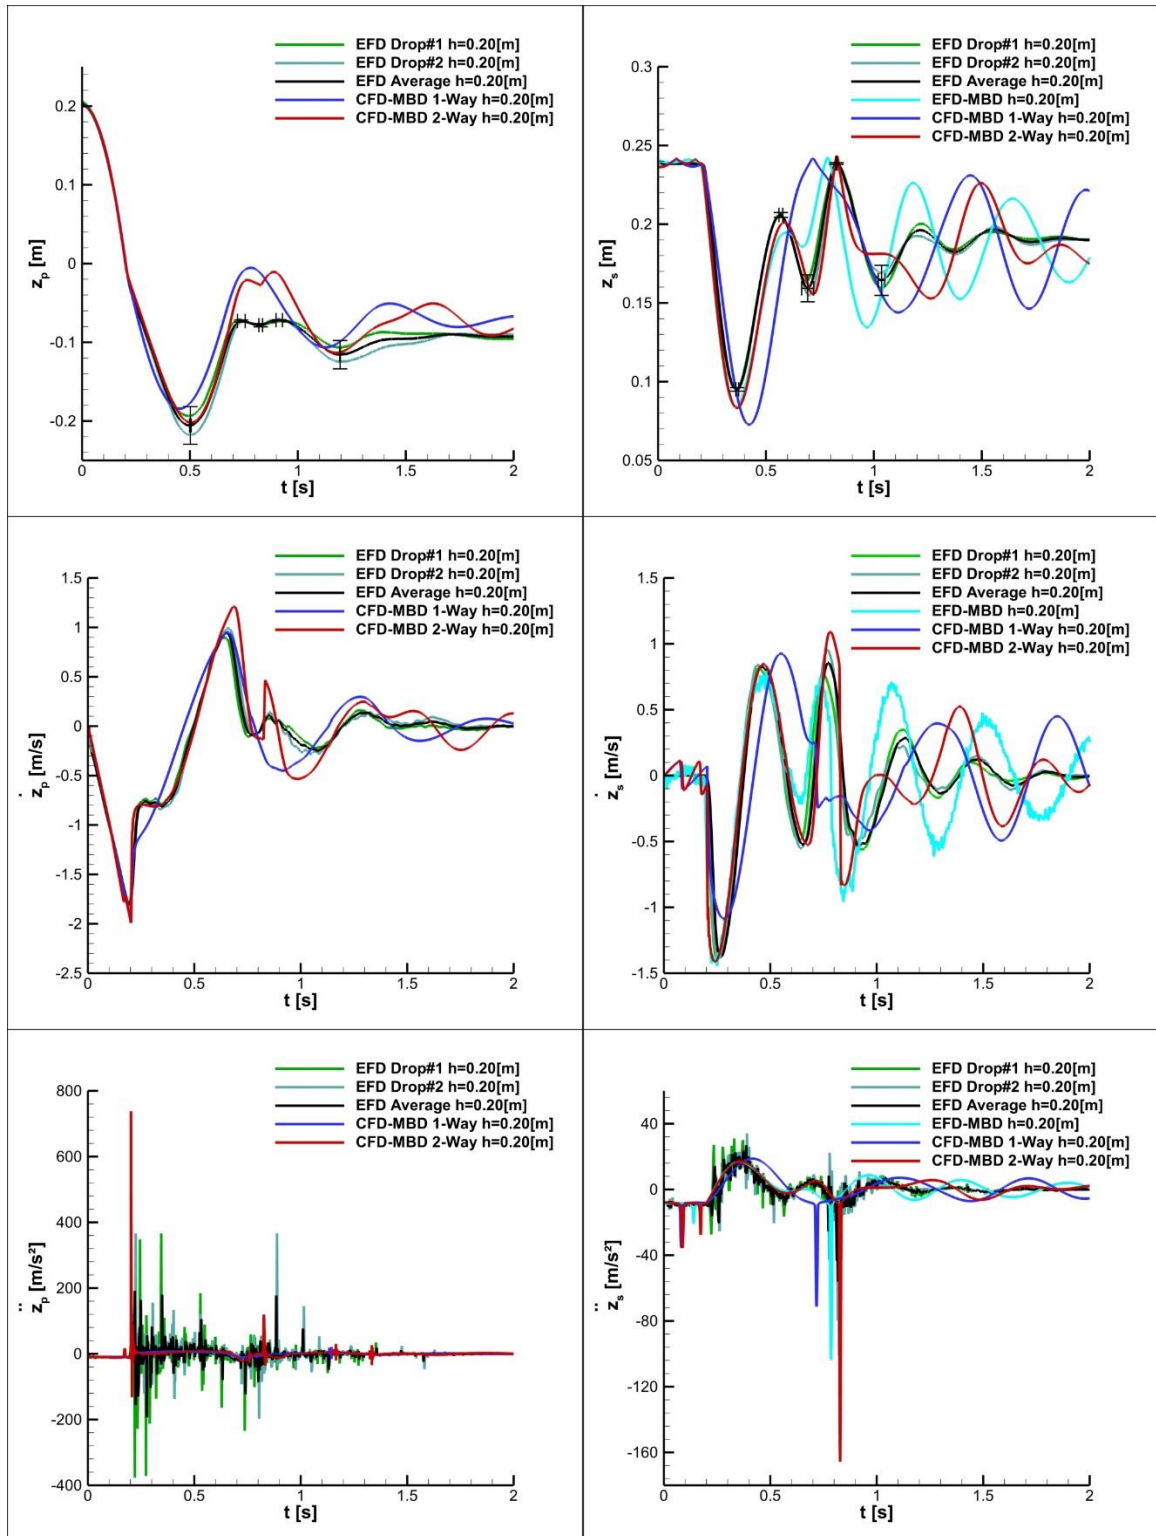 EFD Drop#1 h=0.20[m]
EFD Drop#2 h=0.20[m]
EFD Average h=0.20[m]
CFD-MBD 1-Way h=0.20[m]
CFD-MBD 2-Way h=0.20[m]
0.2
0.1
0
-0.1
-0.2
zp [m]
0 0.5 1 1.5 2
t [s]
EFD Drop#1 h=0.20[m]
EFD Drop#2 h=0.20[m]
EFD Average h=0.20[m]
EFD-MBD h=0.20[m]
CFD-MBD 1-Way h=0.20[m]
CFD-MBD 2-Way h=0.20[m]
0.3
0.25
0.2
0.15
0.1
0.05
zs [m]
0 0.5 1 1.5 2
t [s]
EFD Drop#1 h=0.20[m]
EFD Drop#2 h=0.20[m]
EFD Average h=0.20[m]
CFD-MBD 1-Way h=0.20[m]
CFD-MBD 2-Way h=0.20[m]
1.5
1
0.5
0
-0.5
-1
-1.5
-2
-2.5
żp [m/s]
0 0.5 1 1.5 2
t [s]
EFD Drop#1 h=0.20[m]
EFD Drop#2 h=0.20[m]
EFD Average h=0.20[m]
EFD-MBD h=0.20[m]
CFD-MBD 1-Way h=0.20[m]
CFD-MBD 2-Way h=0.20[m]
1.5
1
0.5
0
-0.5
-1
-1.5
żs [m/s]
0 0.5 1 1.5 2
t [s]
EFD Drop#1 h=0.20[m]
EFD Drop#2 h=0.20[m]
EFD Average h=0.20[m]
CFD-MBD 1-Way h=0.20[m]
CFD-MBD 2-Way h=0.20[m]
800
600
400
200
0
-200
-400
z̈p [m/s²]
0 0.5 1 1.5 2
t [s]
EFD Drop#1 h=0.20[m]
EFD Drop#2 h=0.20[m]
EFD Average h=0.20[m]
EFD-MBD h=0.20[m]
CFD-MBD 1-Way h=0.20[m]
CFD-MBD 2-Way h=0.20[m]
40
0
-40
-80
-120
-160
z̈s [m/s²]
0 0.5 1 1.5 2
t [s]